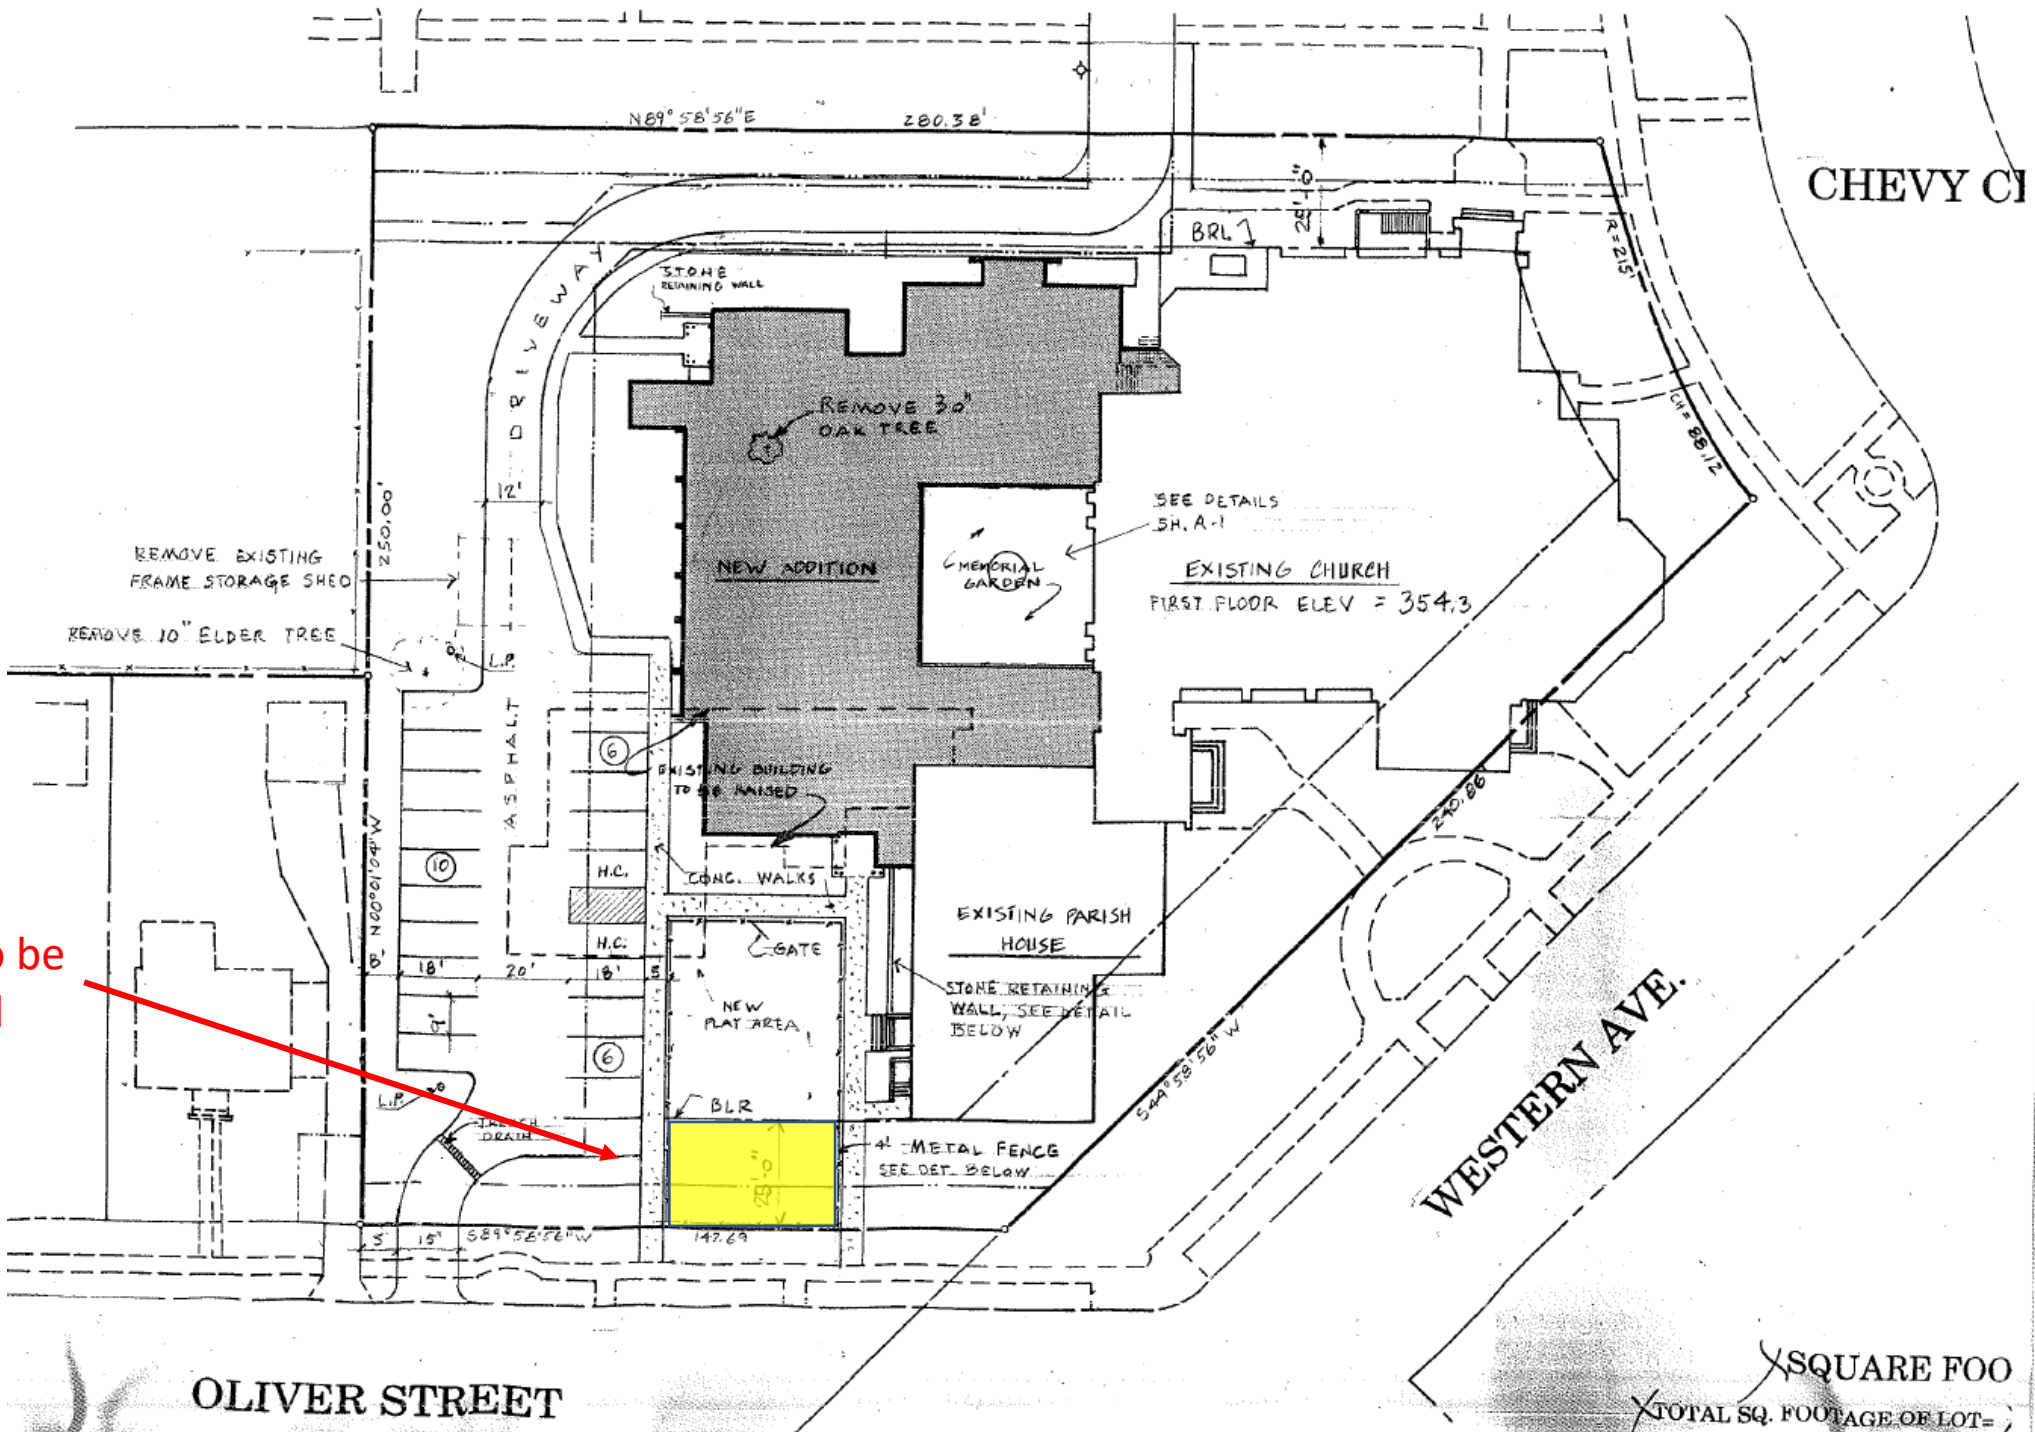 N89°58'56"E
280.38'
CHEVY CH
25'-0"
BRL
R=215'
STONE
RETAINING WALL
DRIVEWAY
REMOVE 30"
OAK TREE
CH=88.12
12'
250.00'
SEE DETAILS
SH. A-1
REMOVE EXISTING
FRAME STORAGE SHED
NEW ADDITION
MEMORIAL
GARDEN
EXISTING CHURCH
FIRST FLOOR ELEV = 354.3
REMOVE 10" ELDER TREE
L.P.
ASPHALT
6
EXISTING BUILDING
TO BE RAISED
240.86'
N00°01'04"W
10
H.C.
CONC. WALKS
EXISTING PARISH
HOUSE
H.C.
GATE
o be
8'
18'
20'
18'
5
STONE RETAINING
WALL, SEE DETAIL
BELOW
NEW
PLAY AREA
9'
6
WESTERN AVE.
S44°58'56"W
L.P.
BLR
TRENCH
DRAIN
4' METAL FENCE
SEE DET. BELOW
25'-0"
5
15'
S89°58'56"W
147.69
OLIVER STREET
SQUARE FOO
TOTAL SQ. FOOTAGE OF LOT=